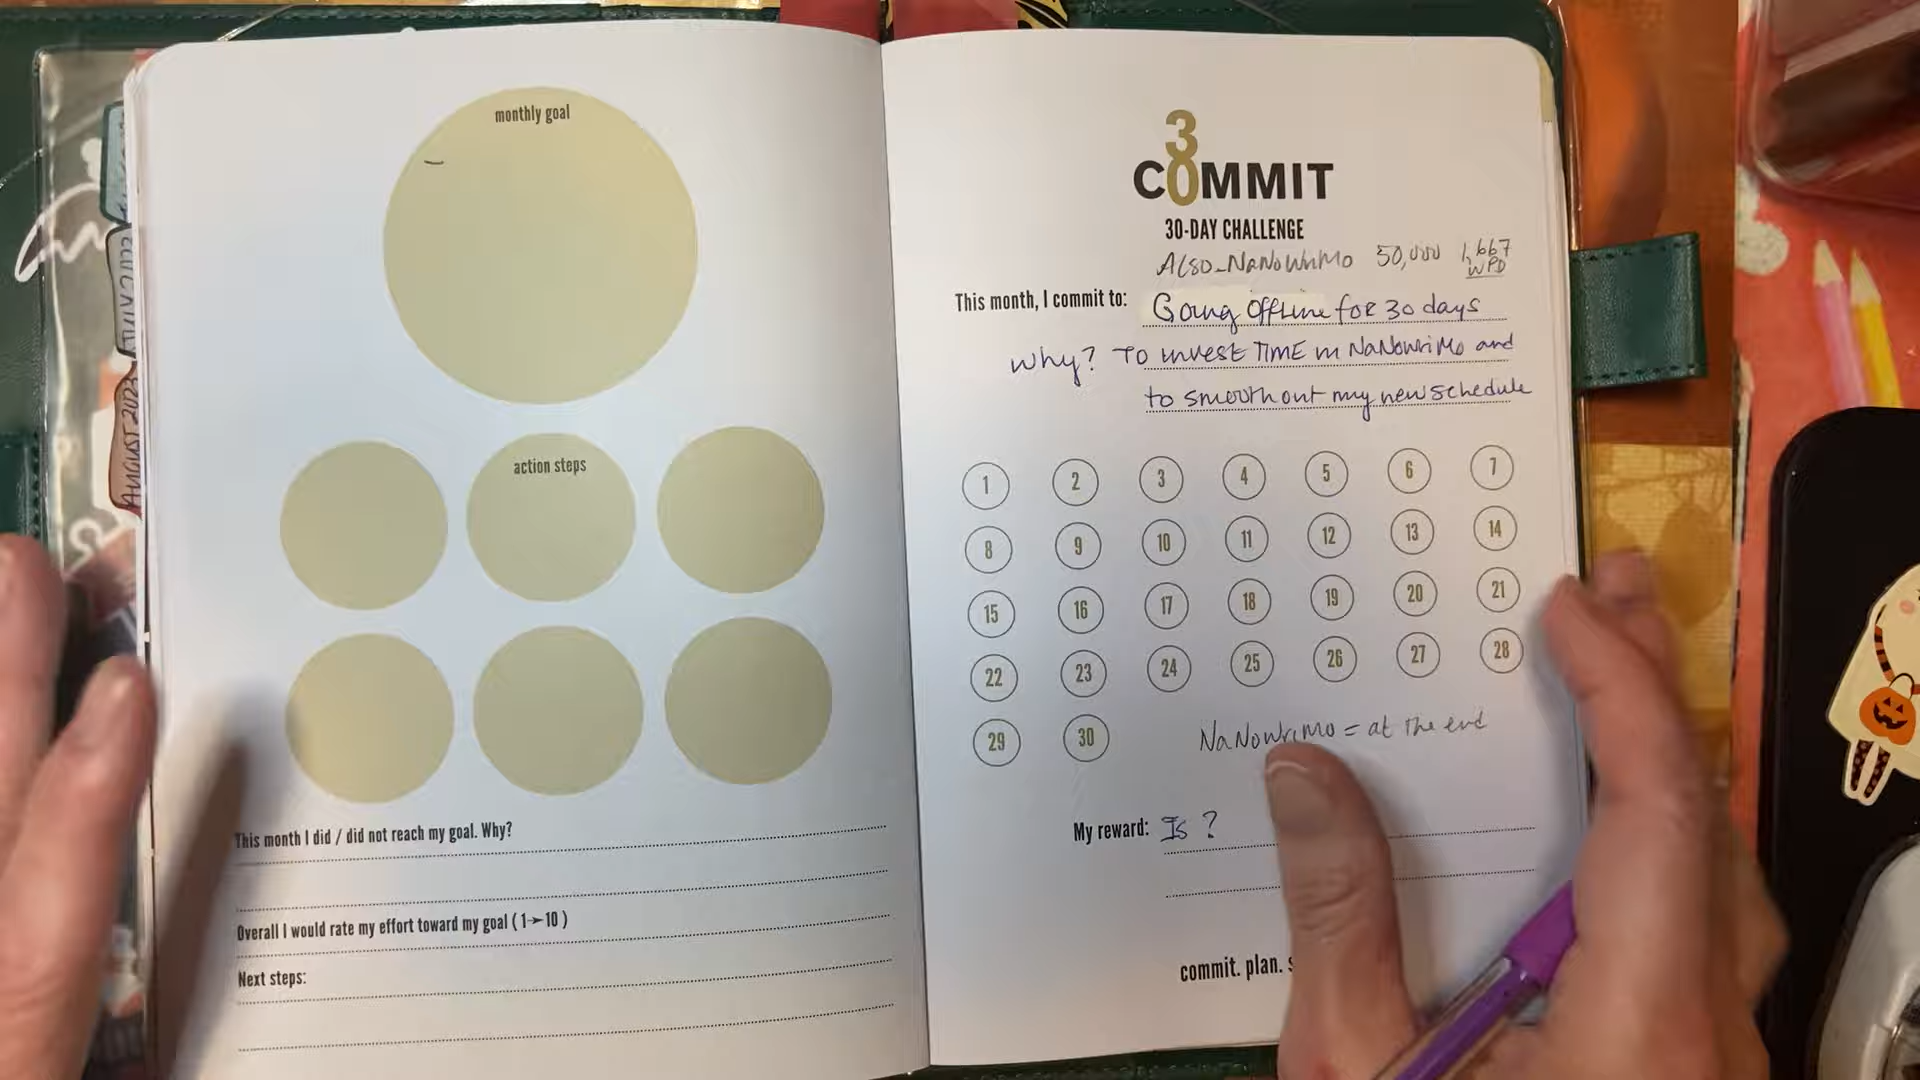 monthly goal
action steps
This month I did / did not reach my goal. Why?
Overall I would rate my effort toward my goal ( 1➛10 )
Next steps:
30
COMMIT
30-DAY CHALLENGE
Also-NaNoWriMo 50,000 1,667
WPD
This month, I commit to: Going OffLine for 30 days
Why? To invest TIME in NaNoWriMo and
to smooth out my new schedule
1 2 3 4 5 6 7
8 9 10 11 12 13 14
15 16 17 18 19 20 21
22 23 24 25 26 27 28
29 30
NaNoWriMo = at the end
My reward: Is ?
commit. plan.
August